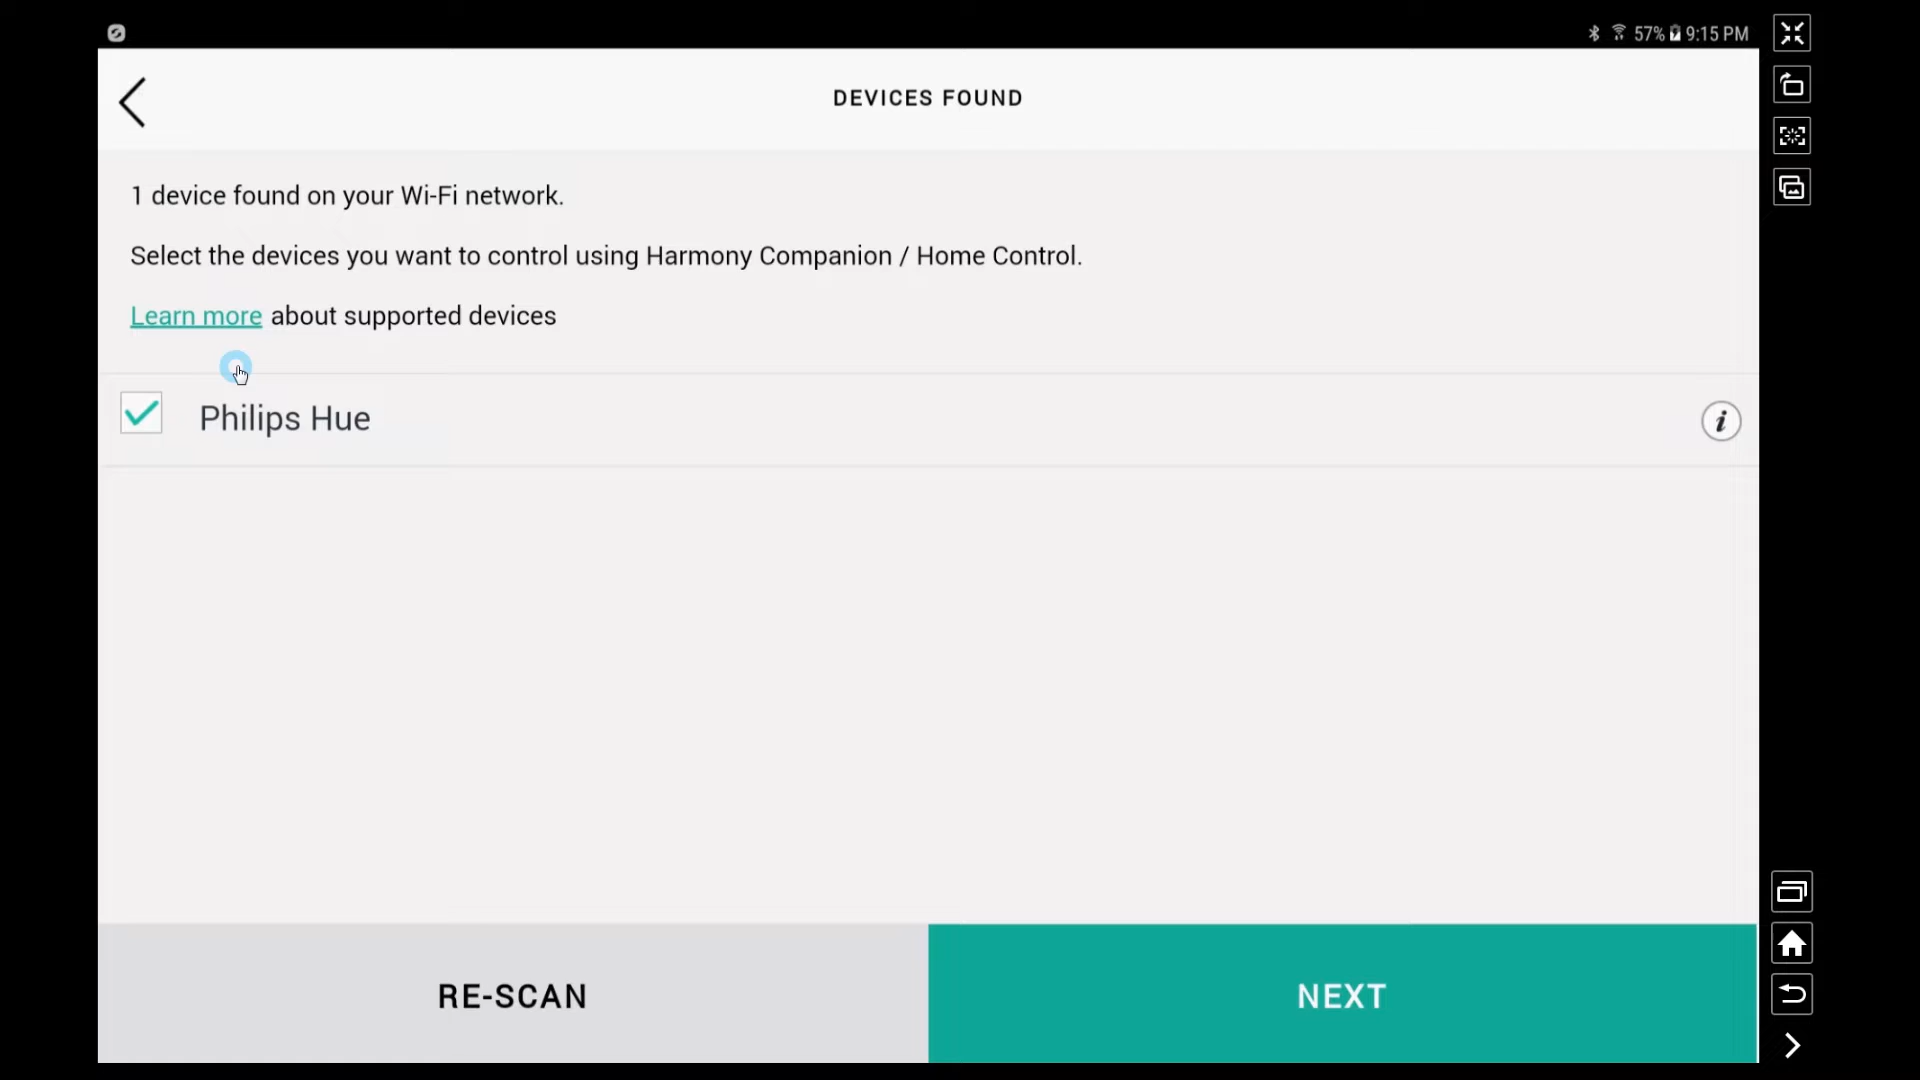 57% 9:15 PM
DEVICES FOUND
1 device found on your Wi-Fi network.
Select the devices you want to control using Harmony Companion / Home Control.
Learn more about supported devices
Philips Hue
i
RE-SCAN
NEXT